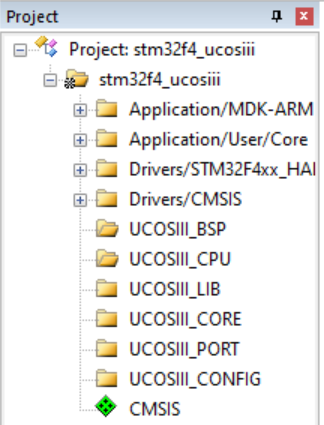 Project
Project: stm32f4_ucosiii
stm32f4_ucosiii
Application/MDK-ARM
Application/User/Core
Drivers/STM32F4xx_HAI
Drivers/CMSIS
UCOSIII_BSP
UCOSIII_CPU
UCOSIII_LIB
UCOSIII_CORE
UCOSIII_PORT
UCOSIII_CONFIG
CMSIS